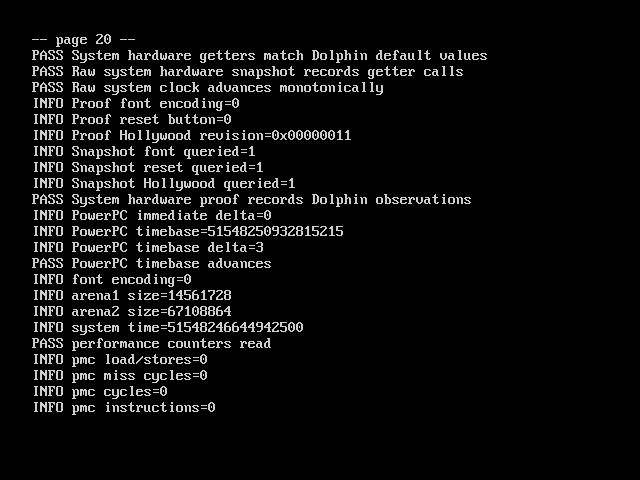 -- page 20 --
PASS System hardware getters match Dolphin default values
PASS Raw system hardware snapshot records getter calls
PASS Raw system clock advances monotonically
INFO Proof font encoding=0
INFO Proof reset button=0
INFO Proof Hollywood revision=0x00000011
INFO Snapshot font queried=1
INFO Snapshot reset queried=1
INFO Snapshot Hollywood queried=1
PASS System hardware proof records Dolphin observations
INFO PowerPC immediate delta=0
INFO PowerPC timebase=51548250932815215
INFO PowerPC timebase delta=3
PASS PowerPC timebase advances
INFO font encoding=0
INFO arena1 size=14561728
INFO arena2 size=67108864
INFO system time=51548246644942500
PASS performance counters read
INFO pmc load/stores=0
INFO pmc miss cycles=0
INFO pmc cycles=0
INFO pmc instructions=0